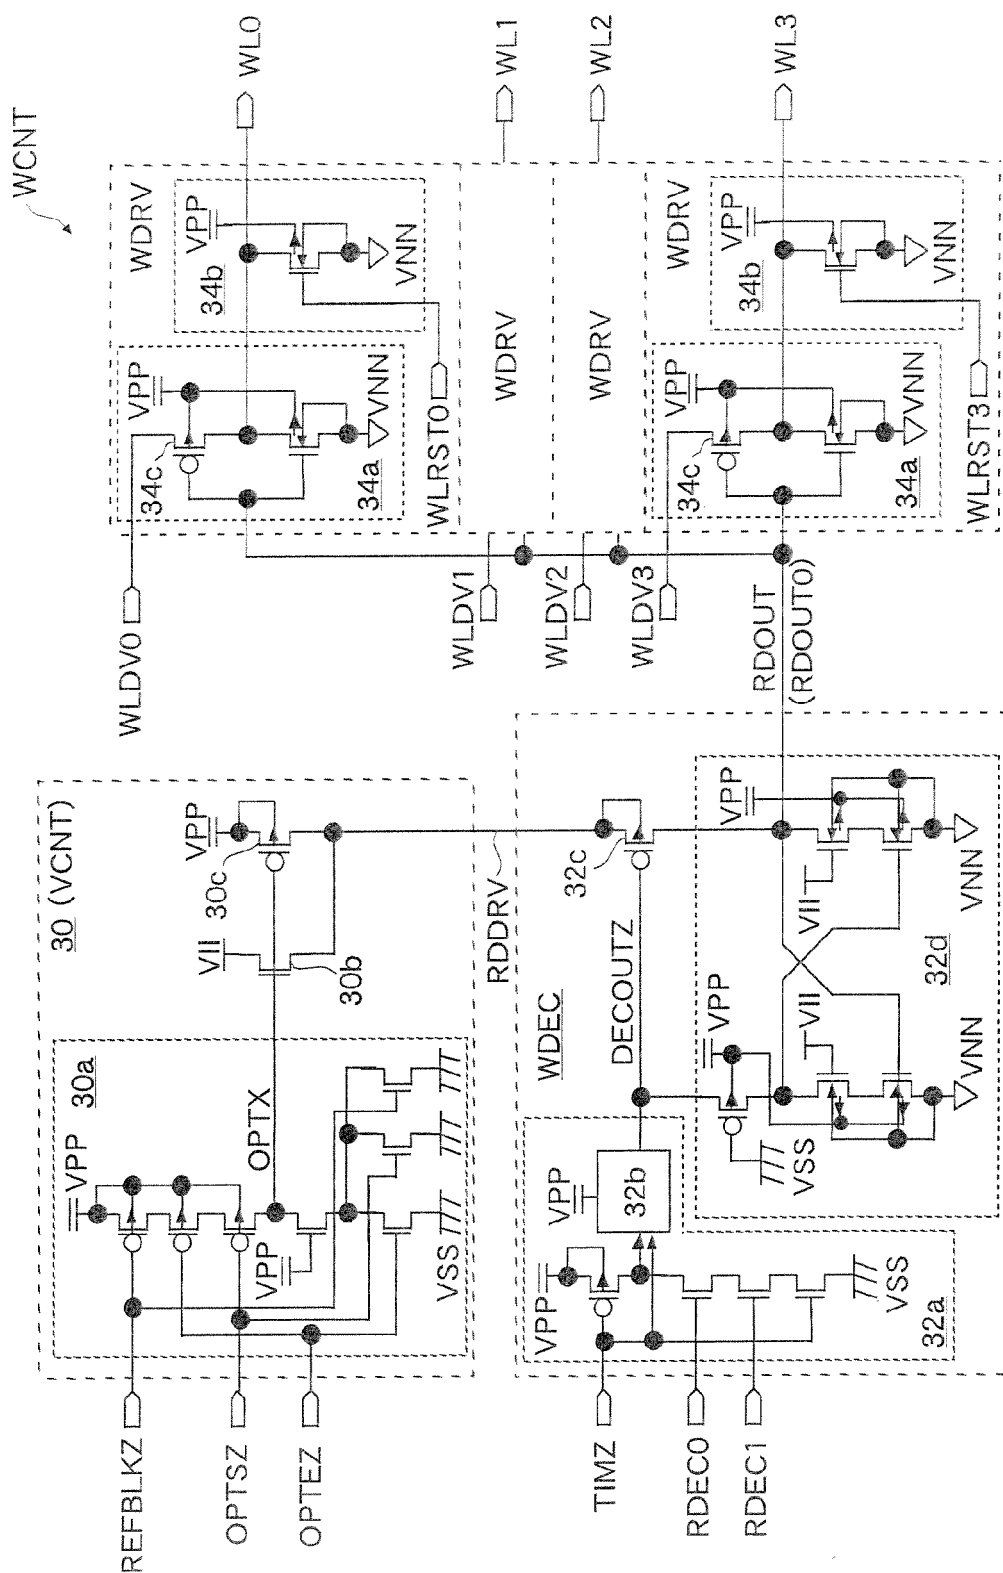 WCNT
30 (VCNT)
30a
VPP
REFBLKZ
OPTSZ
OPTEZ
OPTX
VPP
VSS
VII
30b
VPP
30c
RDDRV
WDEC
TIMZ
RDEC0
RDEC1
VPP
VPP
32b
VSS
32a
DECOUTZ
32c
VPP
VSS
VII
VNN
32d
VII
VPP
VNN
RDOUT
(RDOUT0)
WLDV0
WLDV1
WLDV2
WLDV3
WDRV
34c
VPP
VNN
34a
34b
VPP
VNN
WLRST0
WL0
WDRV
WL1
WDRV
WL2
WDRV
34c
VPP
VNN
34a
34b
VPP
VNN
WLRST3
WL3